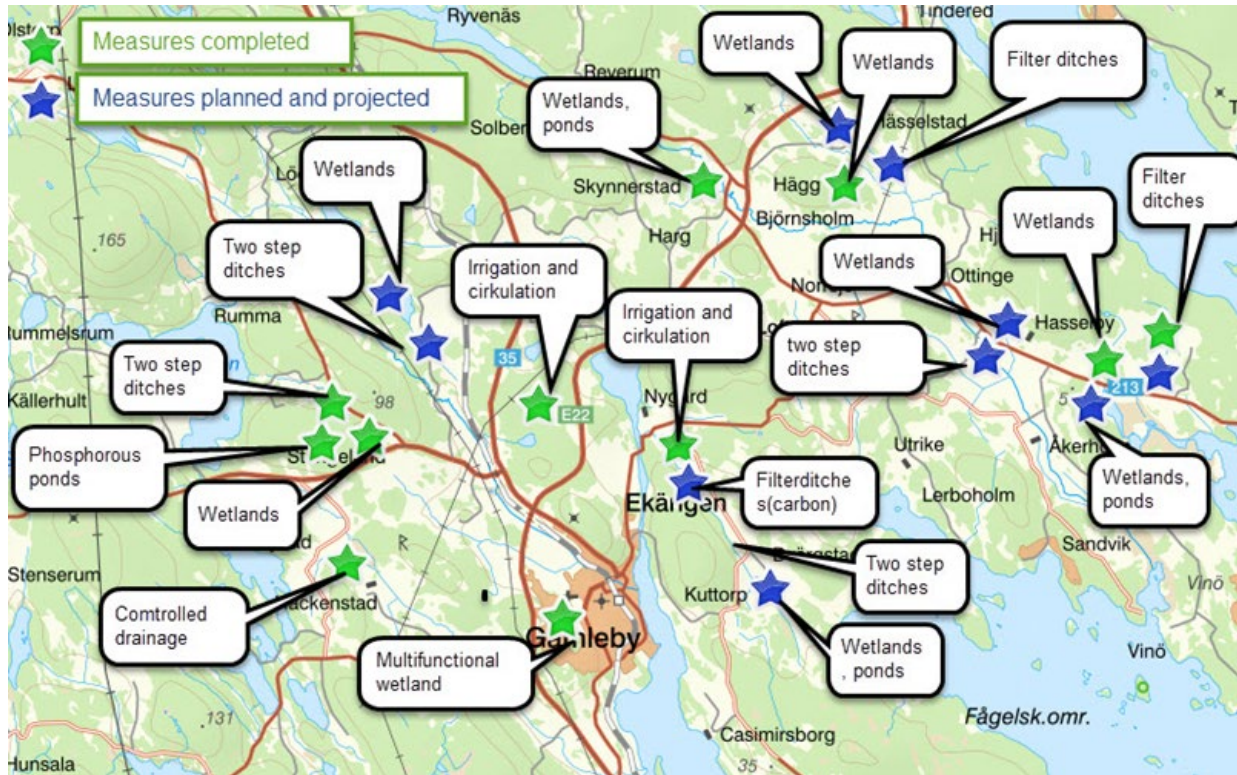 Ryvenäs
Tindered
Measures completed
Measures planned and projected
Wetlands
Wetlands
Filter ditches
Reverum
Wetlands,
ponds
Wetlands
Skynnerstad
Hägg
Björnsholm
Harg
Filter
ditches
Wetlands
165
Two step
ditches
Irrigation and
cirkulation
Wetlands
Ottinge
Rumma
Irrigation and
cirkulation
two step
ditches
Hasselby
35
Two step
ditches
98
E22
Nygård
213
5
Källerhult
Phosphorous
ponds
Utrike
Wetlands
Ekängen
Filterditche
s(carbon)
Lerboholm
Wetlands,
ponds
Sandvik
Stenserum
Two step
ditches
Vinö
Kuttorp
Comtrolled
drainage
Gamleby
Multifunctional
wetland
Wetlands
, ponds
Vinö
131
Fågelsk.omr.
Casimirsborg
35
Hunsala